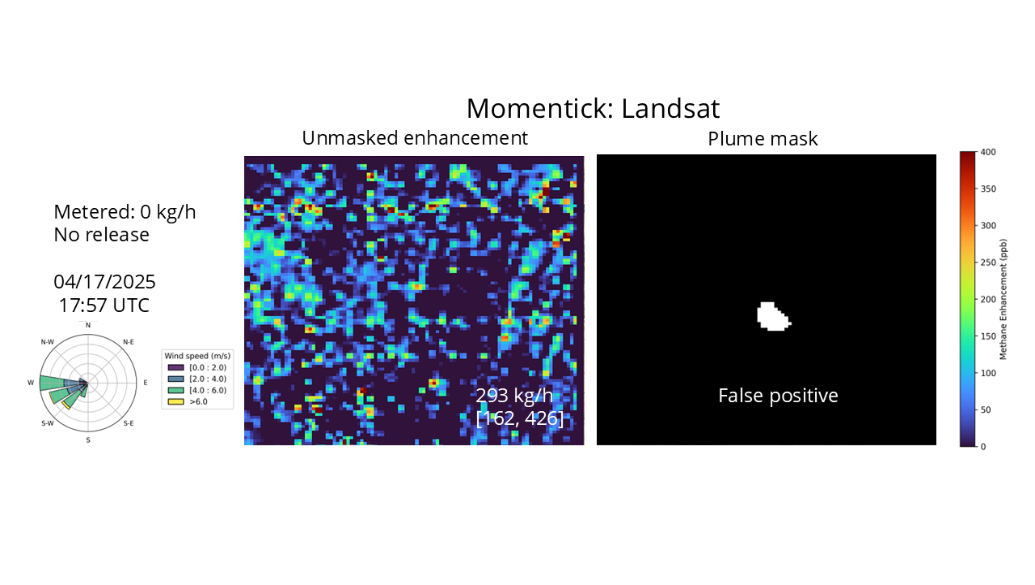 Momentick: Landsat
Unmasked enhancement
Plume mask
Metered: 0 kg/h
No release
04/17/2025
17:57 UTC
N
N-W
N-E
W
E
S-W
S-E
S
Wind speed (m/s)
[0.0 : 2.0)
[2.0 : 4.0)
[4.0 : 6.0)
>6.0
293 kg/h
[162, 426]
False positive
400
350
300
250
200
150
100
50
0
Methane Enhancement (ppb)